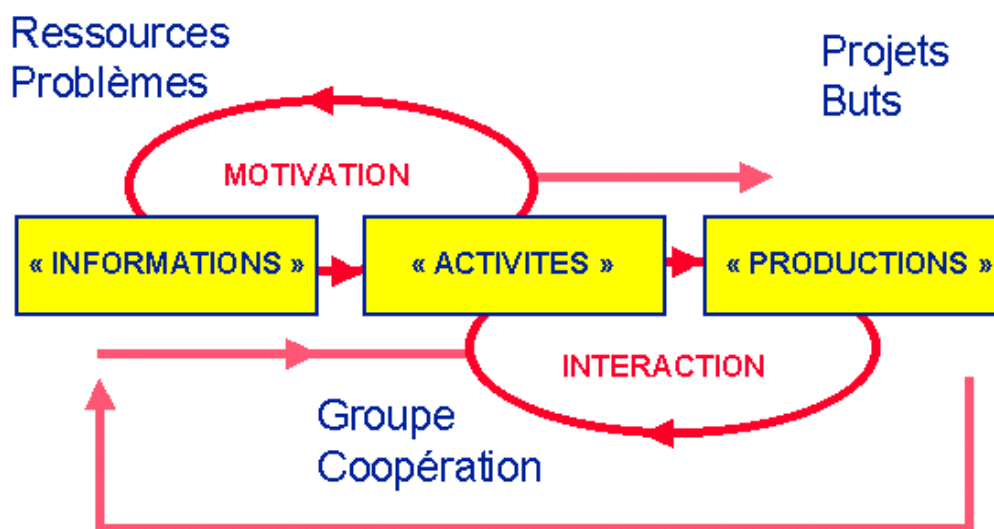 Ressources
Problèmes
Projets
Buts
MOTIVATION
« INFORMATIONS »
« ACTIVITES »
« PRODUCTIONS »
INTERACTION
Groupe
Coopération